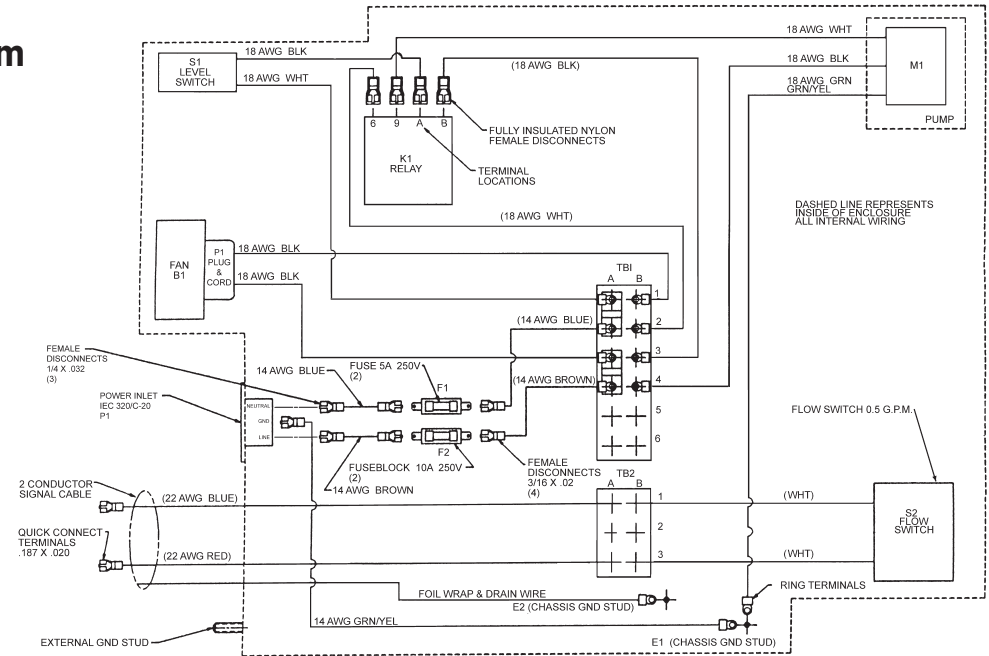 m
18 AWG WHT
S1
LEVEL
SWITCH
18 AWG BLK
18 AWG WHT
(18 AWG BLK)
18 AWG BLK
18 AWG GRN
GRN/YEL
M1
PUMP
6 9 A B
K1
RELAY
FULLY INSULATED NYLON
FEMALE DISCONNECTS
TERMINAL
LOCATIONS
DASHED LINE REPRESENTS
INSIDE OF ENCLOSURE
ALL INTERNAL WIRING
(18 AWG WHT)
FAN
B1
P1
PLUG
&
CORD
18 AWG BLK
18 AWG BLK
TB1
A B
1
2
3
4
5
6
(14 AWG BLUE)
(14 AWG BROWN)
FEMALE
DISCONNECTS
1/4 X .032
(3)
POWER INLET
IEC 320/C-20
P1
14 AWG BLUE
FUSE 5A 250V
(2)
F1
NEUTRAL
GND
LINE
F2
FUSEBLOCK 10A 250V
(2)
14 AWG BROWN
FEMALE
DISCONNECTS
3/16 X .02
(4)
FLOW SWITCH 0.5 G.P.M.
2 CONDUCTOR
SIGNAL CABLE
(22 AWG BLUE)
QUICK CONNECT
TERMINALS
.187 X .020
(22 AWG RED)
TB2
A B
1
2
3
(WHT)
(WHT)
S2
FLOW
SWITCH
FOIL WRAP & DRAIN WIRE
E2 (CHASSIS GND STUD)
RING TERMINALS
14 AWG GRN/YEL
E1 (CHASSIS GND STUD)
EXTERNAL GND STUD